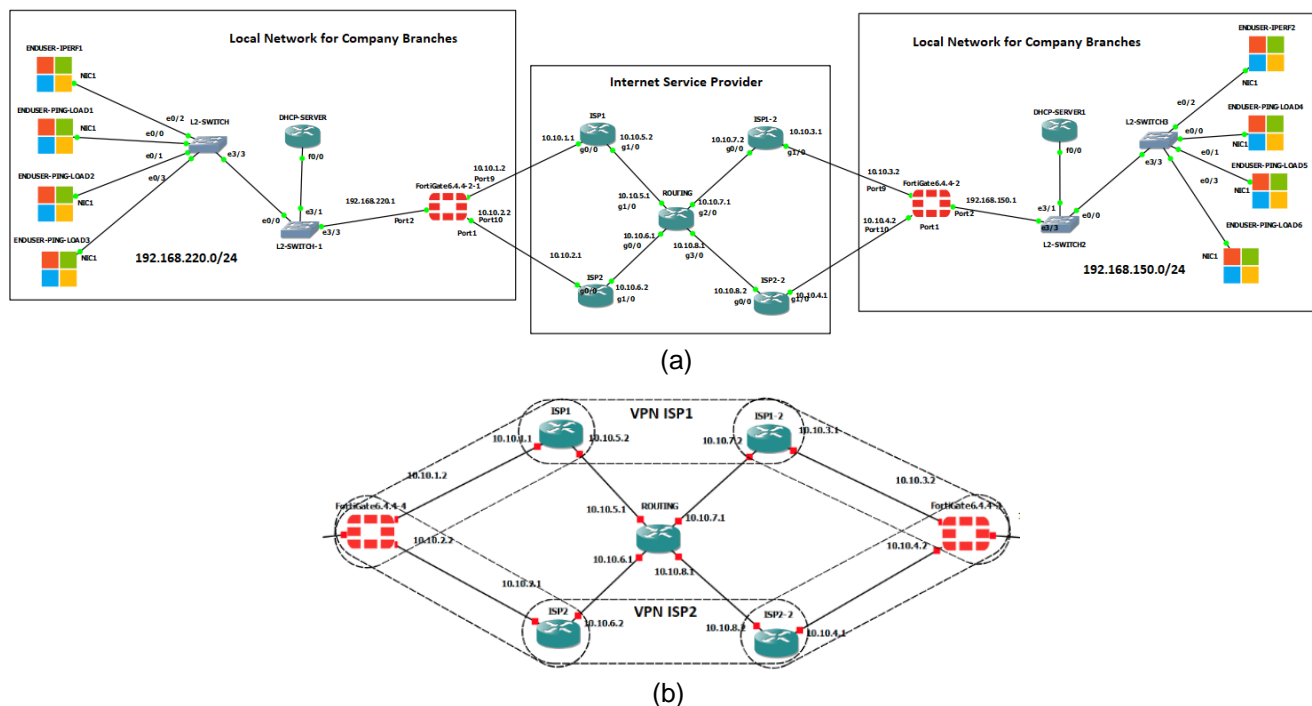 Local Network for Company Branches
ENDUSER-IPERF1
NIC1
ENDUSER-PING-LOAD1
NIC1
ENDUSER-PING-LOAD2
NIC1
ENDUSER-PING-LOAD3
NIC1
e0/2
e0/0
e0/1
e0/3
L2-SWITCH
e3/3
DHCP-SERVER
f0/0
e3/1
e0/0
e3/3
L2-SWITCH-1
192.168.220.1
Port2
192.168.220.0/24
FortiGate6.4.4-2-1
10.10.1.2
Port9
10.10.2.2
Port10
Port1
10.10.2.1
Internet Service Provider
ISP1
10.10.1.1
g0/0
10.10.5.2
g1/0
ISP1-2
10.10.7.2
g0/0
10.10.3.1
g1/0
ROUTING
10.10.5.1
g1/0
10.10.7.1
g2/0
10.10.6.1
g0/0
10.10.8.1
g3/0
ISP2
g0/0
10.10.6.2
g1/0
ISP2-2
10.10.8.2
g0/0
10.10.4.1
g1/0
Local Network for Company Branches
10.10.3.2
Port9
FortiGate6.4.4-2
10.10.4.2
Port10
Port1
Port2
192.168.150.1
DHCP-SERVER1
f0/0
e3/1
e3/3
e0/0
L2-SWITCH2
L2-SWITCH3
e3/3
e0/2
e0/0
e0/1
e0/3
ENDUSER-IPERF2
NIC1
ENDUSER-PING-LOAD4
NIC1
ENDUSER-PING-LOAD5
NIC1
ENDUSER-PING-LOAD6
NIC1
192.168.150.0/24
(a)
VPN ISP1
ISP1
10.10.1.1
10.10.5.2
ISP1-2
10.10.7.2
10.10.3.1
10.10.1.2
FortiGate6.4.4-4
10.10.2.2
10.10.2.1
ROUTING
10.10.5.1
10.10.7.1
10.10.6.1
10.10.8.1
10.10.3.2
10.10.4.2
VPN ISP2
ISP2
10.10.6.2
ISP2-2
10.10.8.2
10.10.4.1
(b)